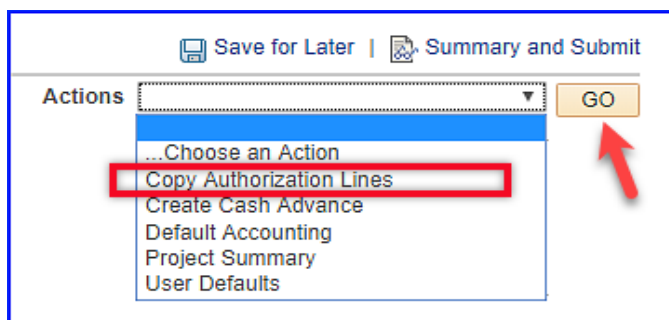 Save for Later | Summary and Submit
Actions GO
...Choose an Action
Copy Authorization Lines
Create Cash Advance
Default Accounting
Project Summary
User Defaults